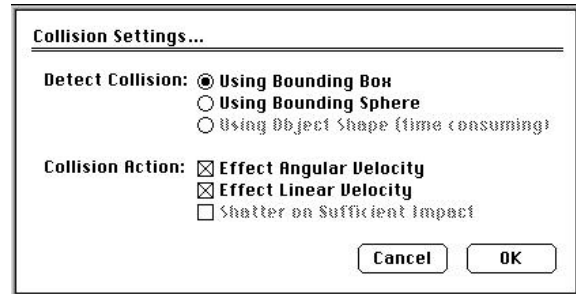 Collision Settings...
Detect Collision: Using Bounding Box
Using Bounding Sphere
Using Object Shape (time consuming)
Collision Action: Effect Angular Velocity
Effect Linear Velocity
Shatter on Sufficient Impact
Cancel OK